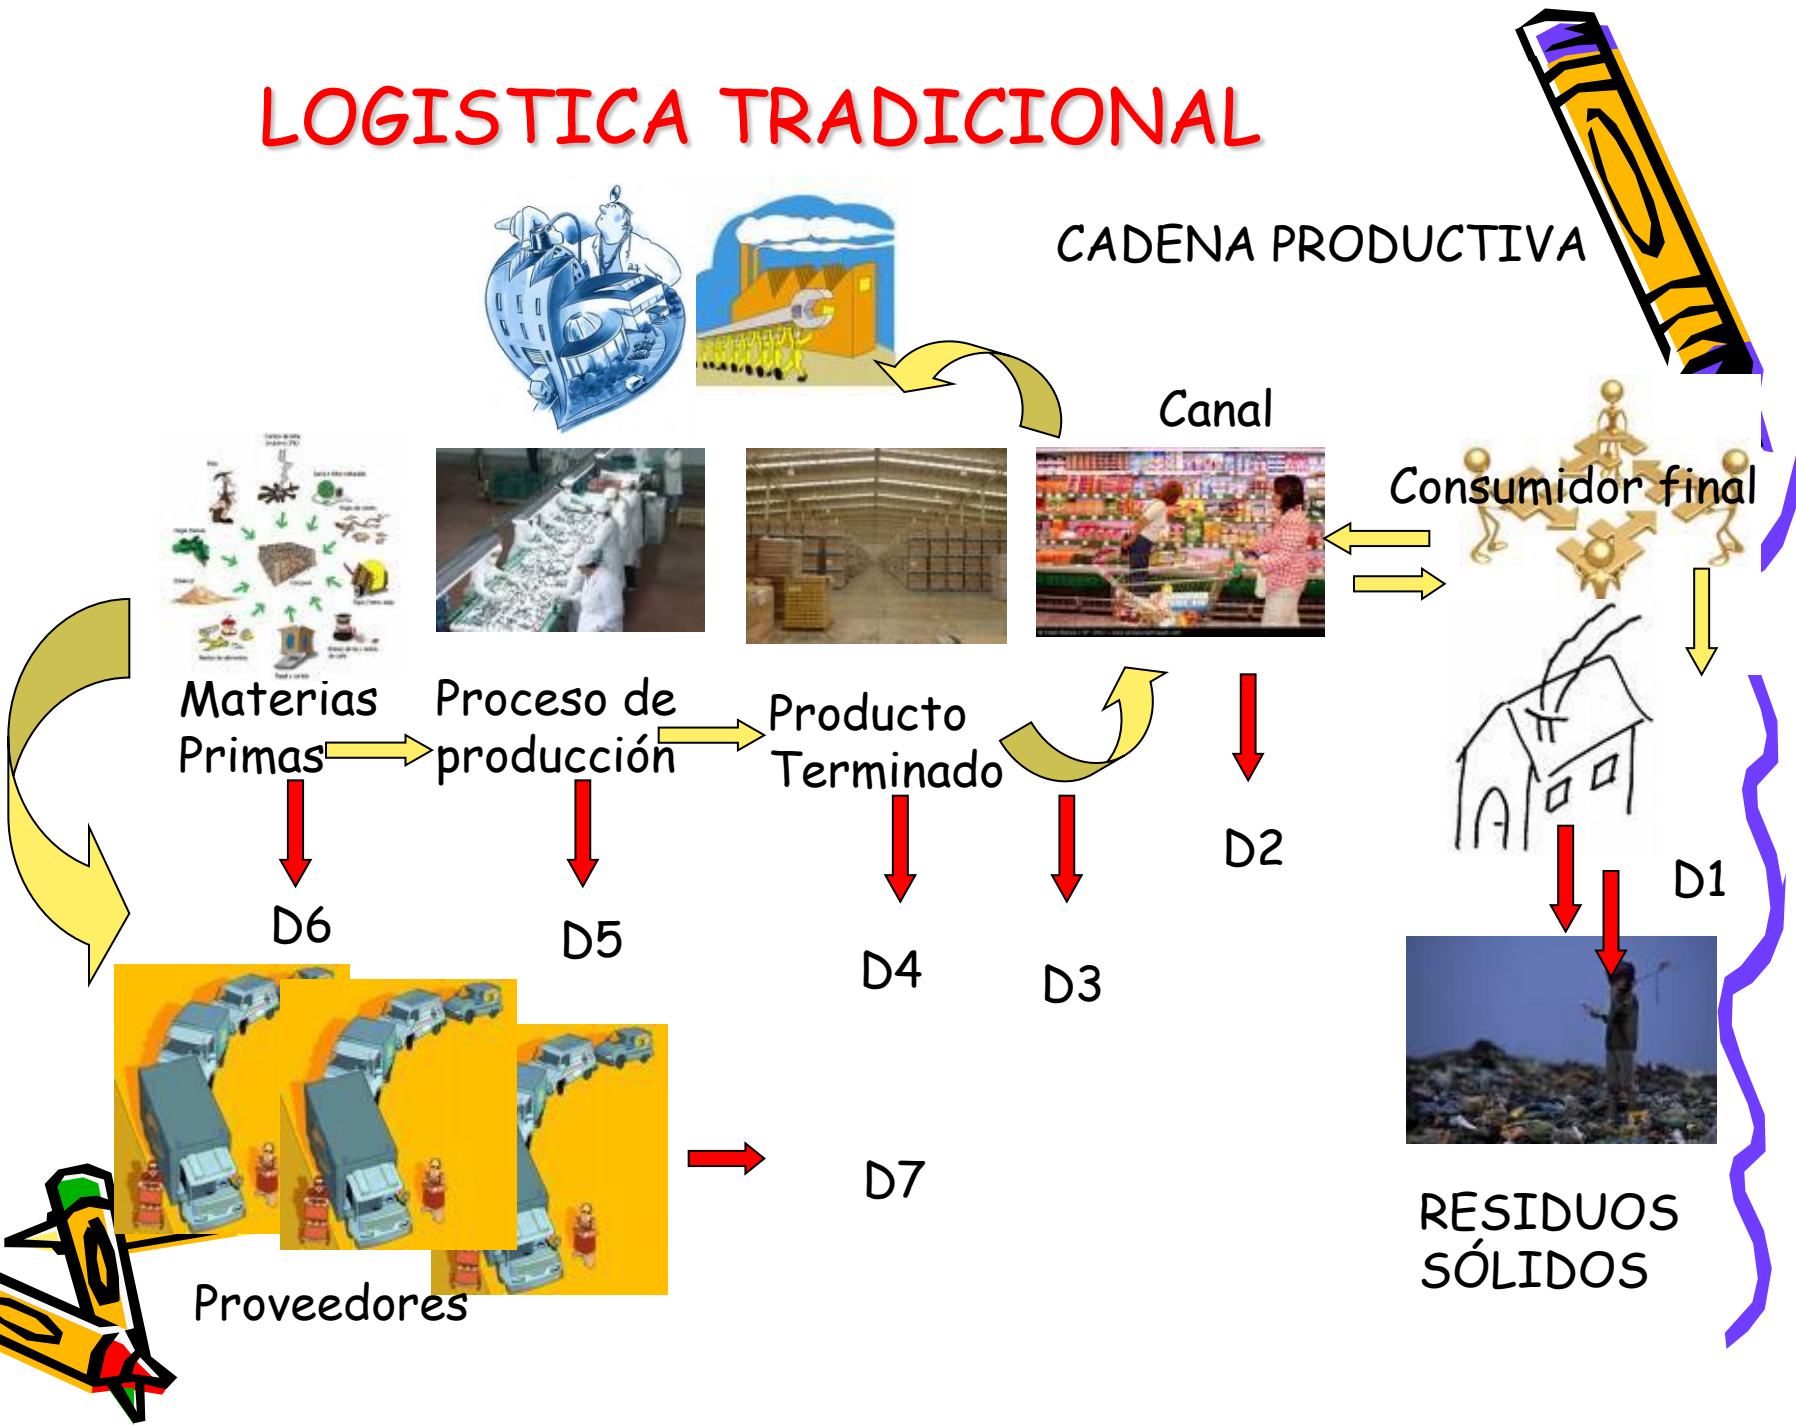 LOGISTICA TRADICIONAL
CADENA PRODUCTIVA
Canal
Consumidor final
Materias
Primas
Proceso de
producción
Producto
Terminado
D2
D1
D6
D5
D4
D3
D7
RESIDUOS
SÓLIDOS
Proveedores